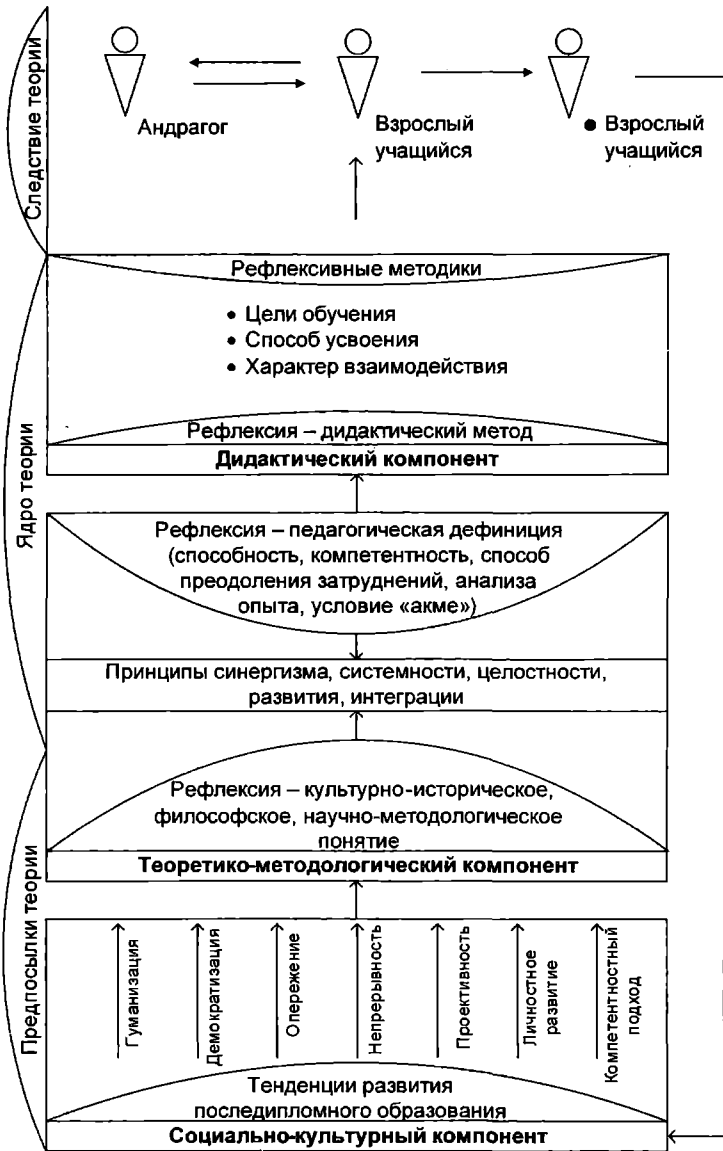 Следствие теории
Андрагог
Взрослый
учащийся
• Взрослый
учащийся
Ядро теории
Рефлексивные методики
• Цели обучения
• Способ усвоения
• Характер взаимодействия
Рефлексия – дидактический метод
Дидактический компонент
Рефлексия – педагогическая дефиниция
(способность, компетентность, способ
преодоления затруднений, анализа
опыта, условие «акме»)
Принципы синергизма, системности, целостности,
развития, интеграции
Рефлексия – культурно-историческое,
философское, научно-методологическое
понятие
Теоретико-методологический компонент
Предпосылки теории
Гуманизация
Демократизация
Опережение
Непрерывность
Проективность
Личностное
развитие
Компетентностный
подход
Тенденции развития
последипломного образования
Социально-культурный компонент